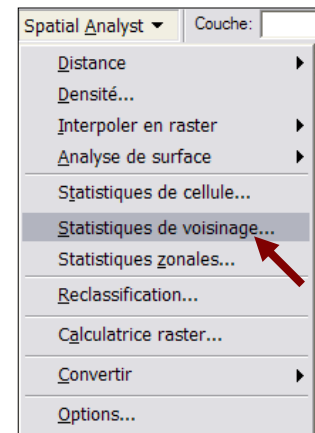 Spatial Analyst Couche:
Distance
Densité...
Interpoler en raster
Analyse de surface
Statistiques de cellule...
Statistiques de voisinage...
Statistiques zonales...
Reclassification...
Calculatrice raster...
Convertir
Options...